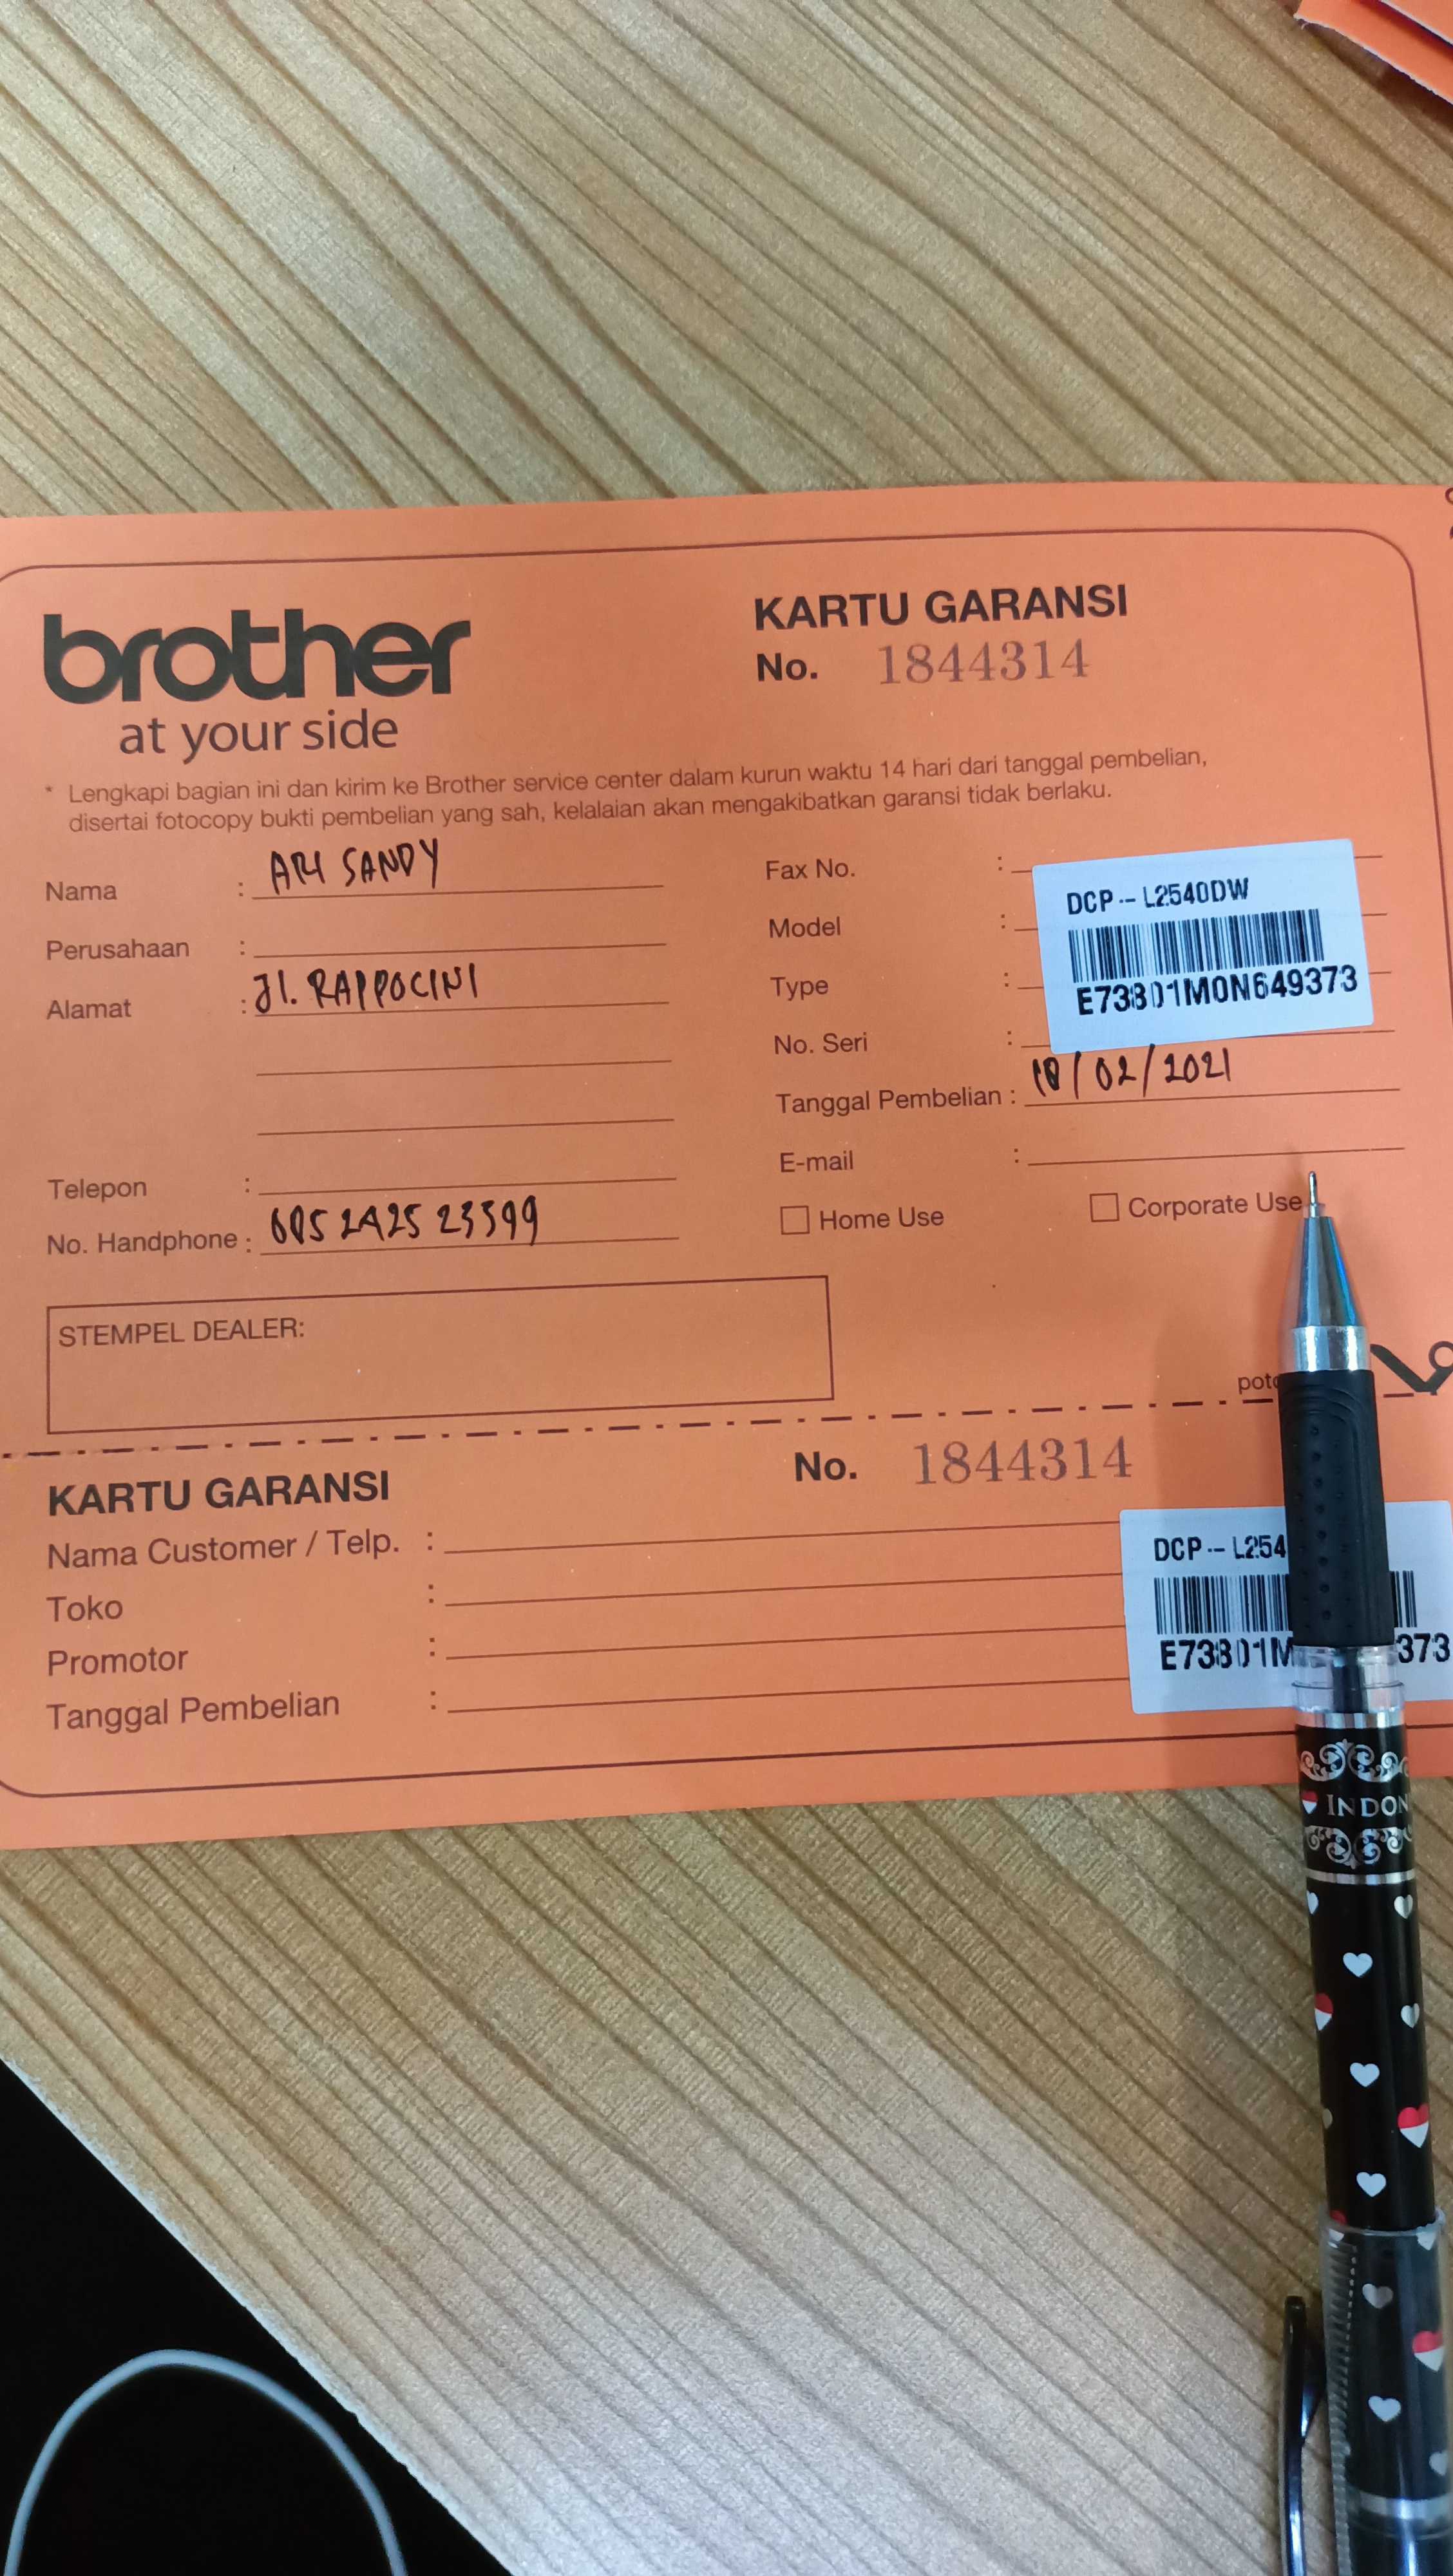 brother
at your side
KARTU GARANSI
No. 1844314
* Lengkapi bagian ini dan kirim ke Brother service center dalam kurun waktu 14 hari dari tanggal pembelian,
disertai fotocopy bukti pembelian yang sah, kelalaian akan mengakibatkan garansi tidak berlaku.
Nama : ARI SANDY
Perusahaan :
Alamat : Jl. RAPPOCINI
Telepon :
No. Handphone :
Fax No. :
Model :
Type :
No. Seri :
DCP-L2540DW
E73801M0N649373
Tanggal Pembelian : 18/02/2021
E-mail :
Home Use
Corporate Use
STEMPEL DEALER:
KARTU GARANSI
No. 1844314
Nama Customer / Telp. :
Toko :
Promotor :
Tanggal Pembelian :
DCP-L254
E73801M
373
INDON